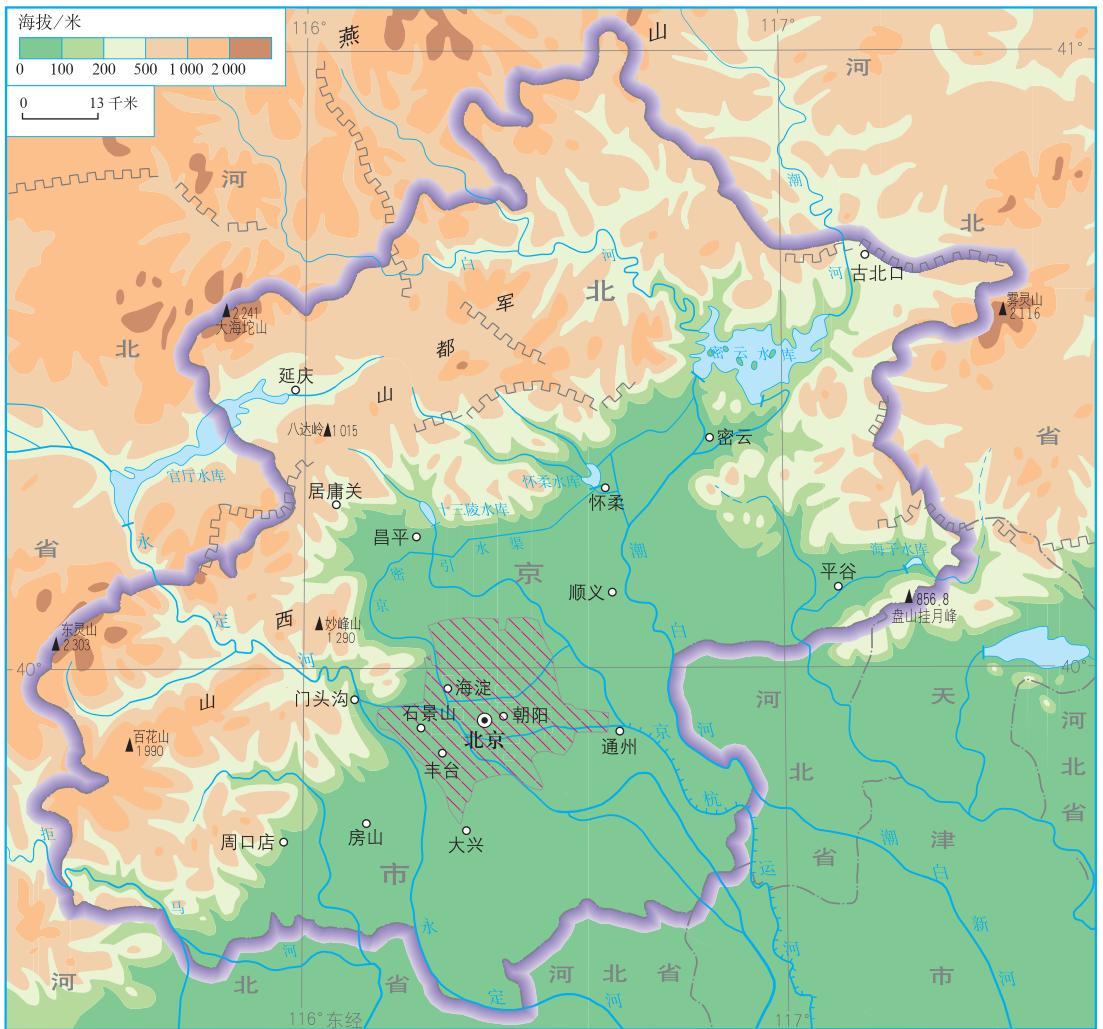 海拔/米
0 100 200 500 1 000 2 000
0 13 千米
116°
117°
41°
燕
山
河
河
北
潮
河
古北口
雾灵山
2 116
白
河
北
军
都
山
2 241
大海坨山
北
密云水库
延庆
八达岭 1 015
密云
省
官厅水库
居庸关
怀柔水库
怀柔
十三陵水库
昌平
永
省
水
渠
引
密
京
京
潮
海子水库
平谷
顺义
856.8
盘山挂月峰
定
西
妙峰山
1 290
东灵山
2 303
白
河
40°
40°
海淀
门头沟
山
石景山
朝阳
北京
丰台
通州
京
河
河
天
河
百花山
1 990
北
北
杭
省
拒
周口店
房山
大兴
潮
津
省
市
运
白
马
永
新
河
河
河
北
省
河
北
省
市
河
定
河
116° 东经
117°